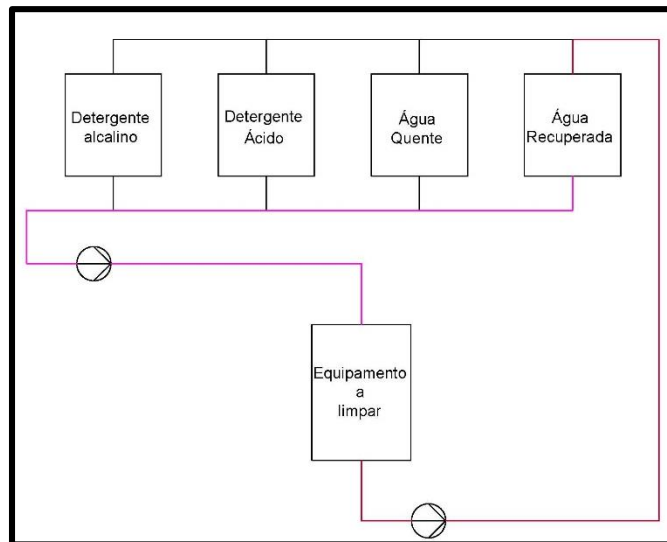 Detergente
alcalino
Detergente
Ácido
Água
Quente
Água
Recuperada
Equipamento
a
limpar